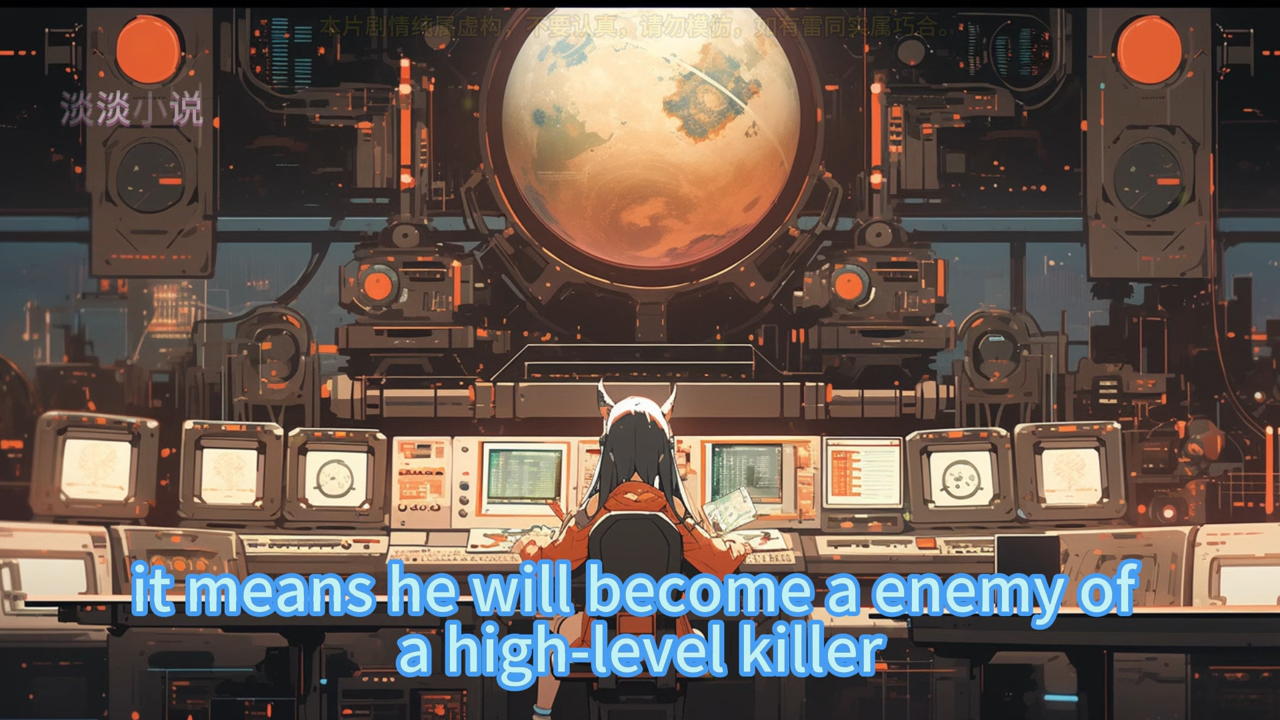 本片剧情纯属虚构，不要认真，请勿模仿，如有雷同实属巧合。
淡淡小说
it means he will become a enemy of
a high-level killer